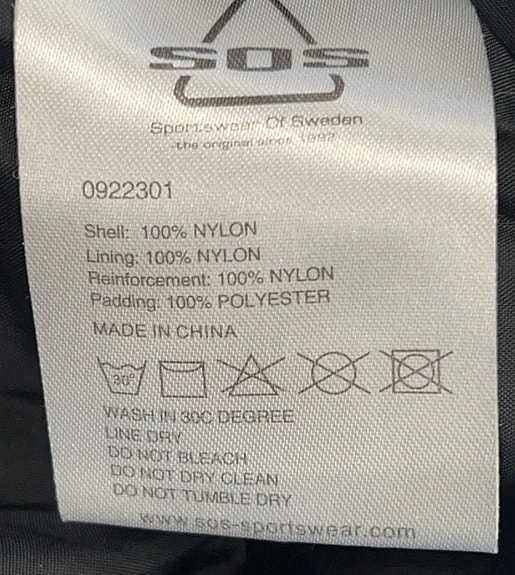 SOS
Sportswear Of Sweden
-the original since 1992
0922301
Shell: 100% NYLON
Lining: 100% NYLON
Reinforcement: 100% NYLON
Padding: 100% POLYESTER
MADE IN CHINA
30°
WASH IN 30C DEGREE
LINE DRY
DO NOT BLEACH
DO NOT DRY CLEAN
DO NOT TUMBLE DRY
www.sos-sportswear.com